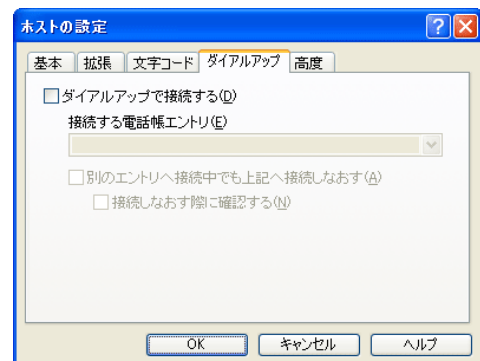 ホストの設定
基本 拡張 文字コード ダイアルアップ 高度
ダイアルアップで接続する(D)
接続する電話帳エントリ(E)
別のエントリへ接続中でも上記へ接続しなおす(A)
接続しなおす際に確認する(N)
OK キャンセル ヘルプ